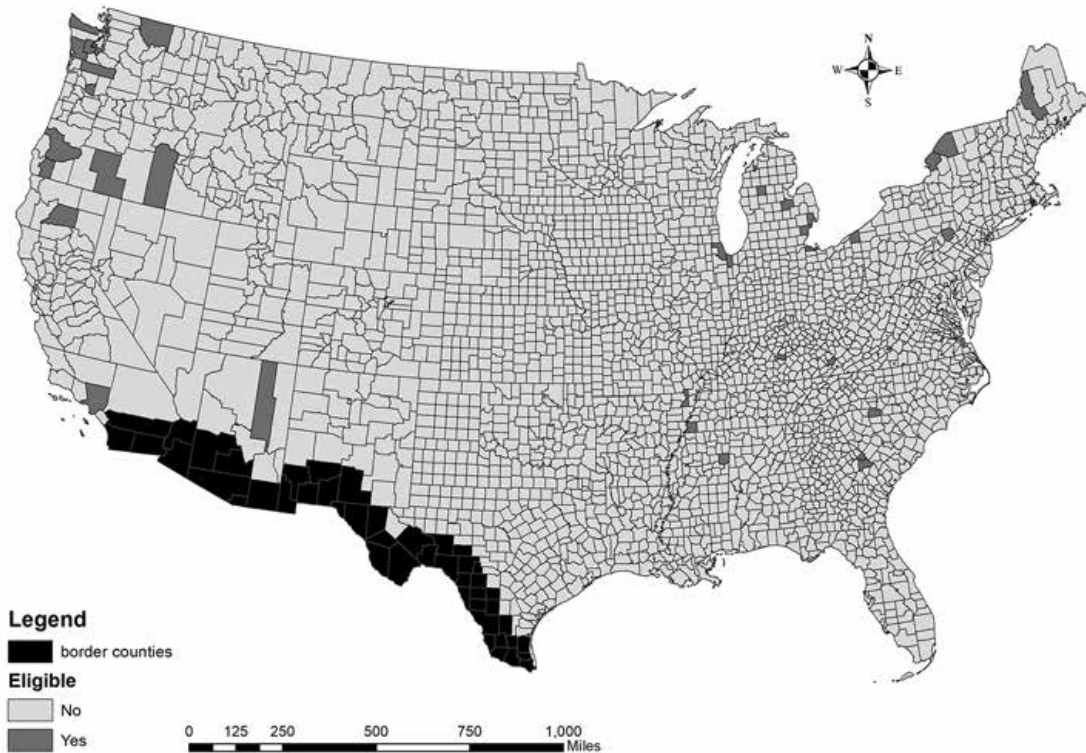 N
W E
S
Legend
border counties
Eligible
No
Yes
0 125 250 500 750 1,000
Miles